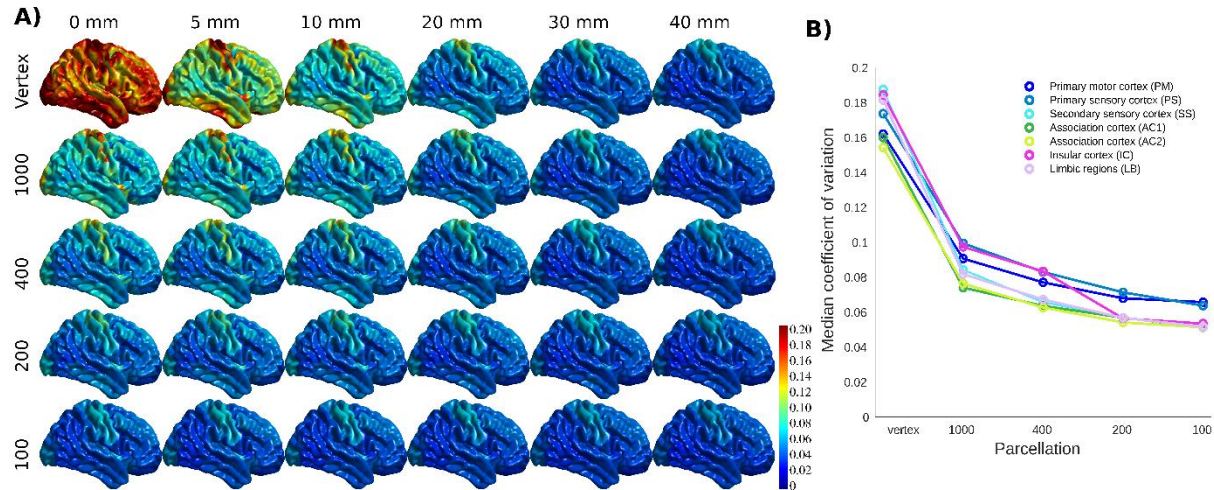 A)
0 mm 5 mm 10 mm 20 mm 30 mm 40 mm
Vertex
1000
400
200
100
0.20
0.18
0.16
0.14
0.12
0.10
0.08
0.06
0.04
0.02
0
B)
Median coefficient of variation
0.2
0.18
0.16
0.14
0.12
0.1
0.08
0.06
0.04
0.02
0
Primary motor cortex (PM)
Primary sensory cortex (PS)
Secondary sensory cortex (SS)
Association cortex (AC1)
Association cortex (AC2)
Insular cortex (IC)
Limbic regions (LB)
vertex 1000 400 200 100
Parcellation